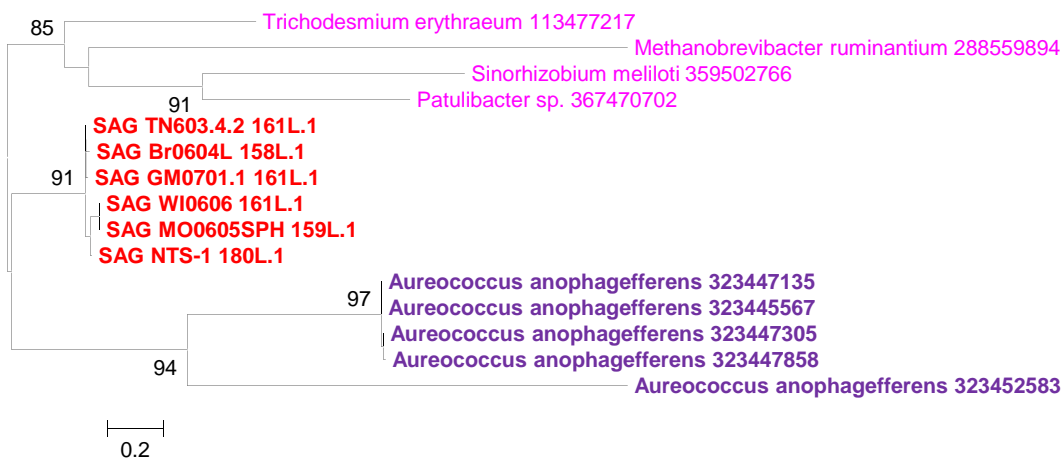 85
Trichodesmium erythraeum 113477217
Methanobrevibacter ruminantium 288559894
Sinorhizobium meliloti 359502766
91
Patulibacter sp. 367470702
SAG TN603.4.2 161L.1
SAG Br0604L 158L.1
91
SAG GM0701.1 161L.1
SAG WI0606 161L.1
SAG MO0605SPH 159L.1
SAG NTS-1 180L.1
Aureococcus anophagefferens 323447135
97
Aureococcus anophagefferens 323445567
Aureococcus anophagefferens 323447305
Aureococcus anophagefferens 323447858
94
Aureococcus anophagefferens 323452583
0.2